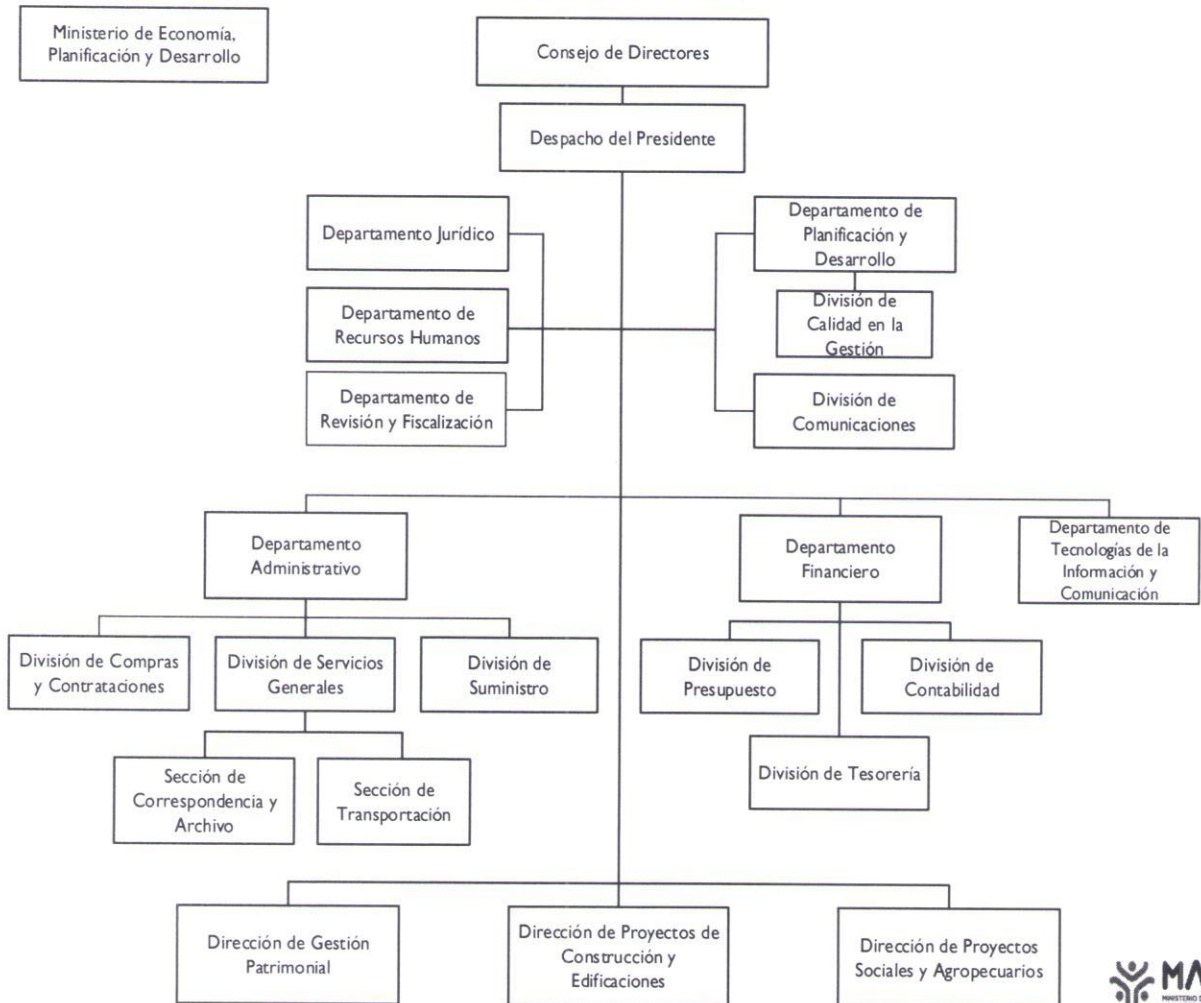 Ministerio de Economía,
Planificación y Desarrollo
Consejo de Directores
Despacho del Presidente
Departamento Jurídico
Departamento de
Planificación y
Desarrollo
Departamento de
Recursos Humanos
División de
Calidad en la
Gestión
Departamento de
Revisión y Fiscalización
División de
Comunicaciones
Departamento
Administrativo
Departamento
Financiero
Departamento de
Tecnologías de la
Información y
Comunicación
División de Compras
y Contrataciones
División de Servicios
Generales
División de
Suministro
División de
Presupuesto
División de
Contabilidad
Sección de
Correspondencia y
Archivo
Sección de
Transportación
División de Tesorería
Dirección de Gestión
Patrimonial
Dirección de Proyectos de
Construcción y
Edificaciones
Dirección de Proyectos
Sociales y Agropecuarios
MA
MINISTERIO